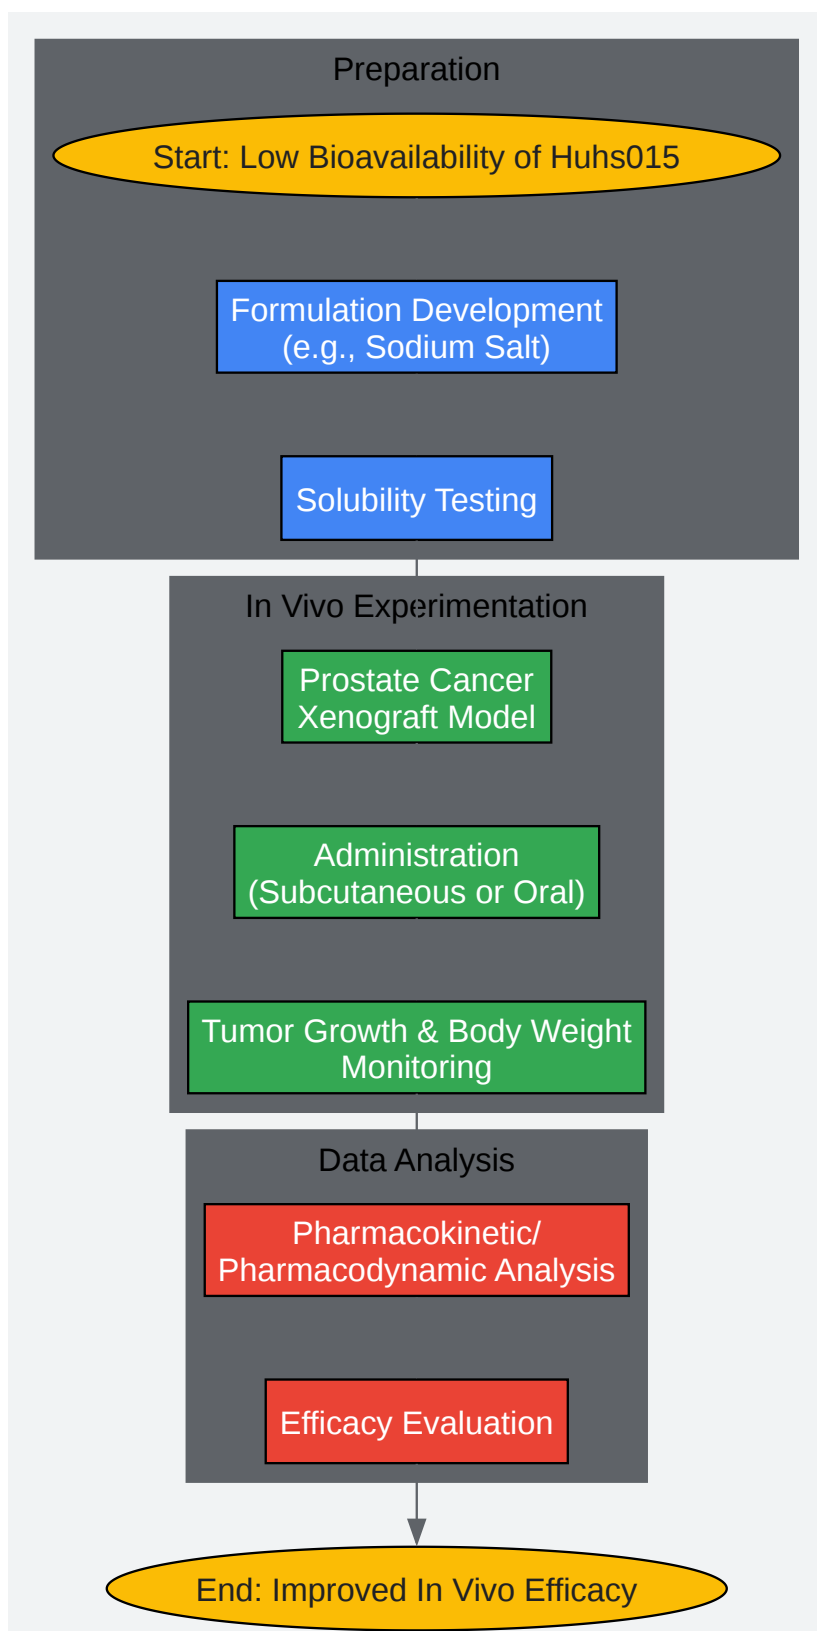 Preparation
Start: Low Bioavailability of Huhs015
Formulation Development
(e.g., Sodium Salt)
Solubility Testing
In Vivo Experimentation
Prostate Cancer
Xenograft Model
Administration
(Subcutaneous or Oral)
Tumor Growth & Body Weight
Monitoring
Data Analysis
Pharmacokinetic/
Pharmacodynamic Analysis
Efficacy Evaluation
End: Improved In Vivo Efficacy